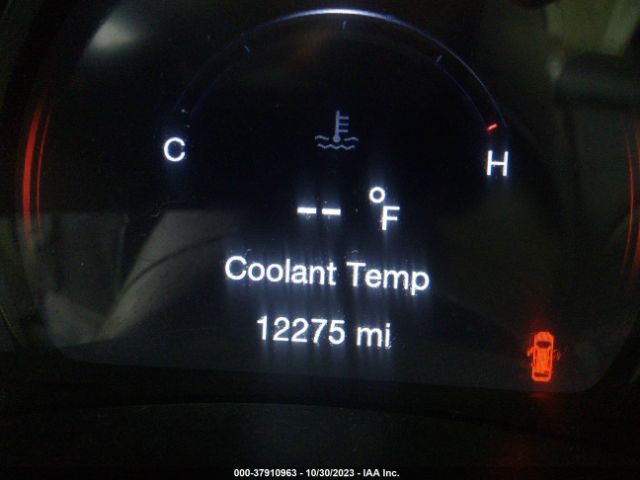 C H
-- °F
Coolant Temp
12275 mi
000-37910963 - 10/30/2023 - IAA Inc.